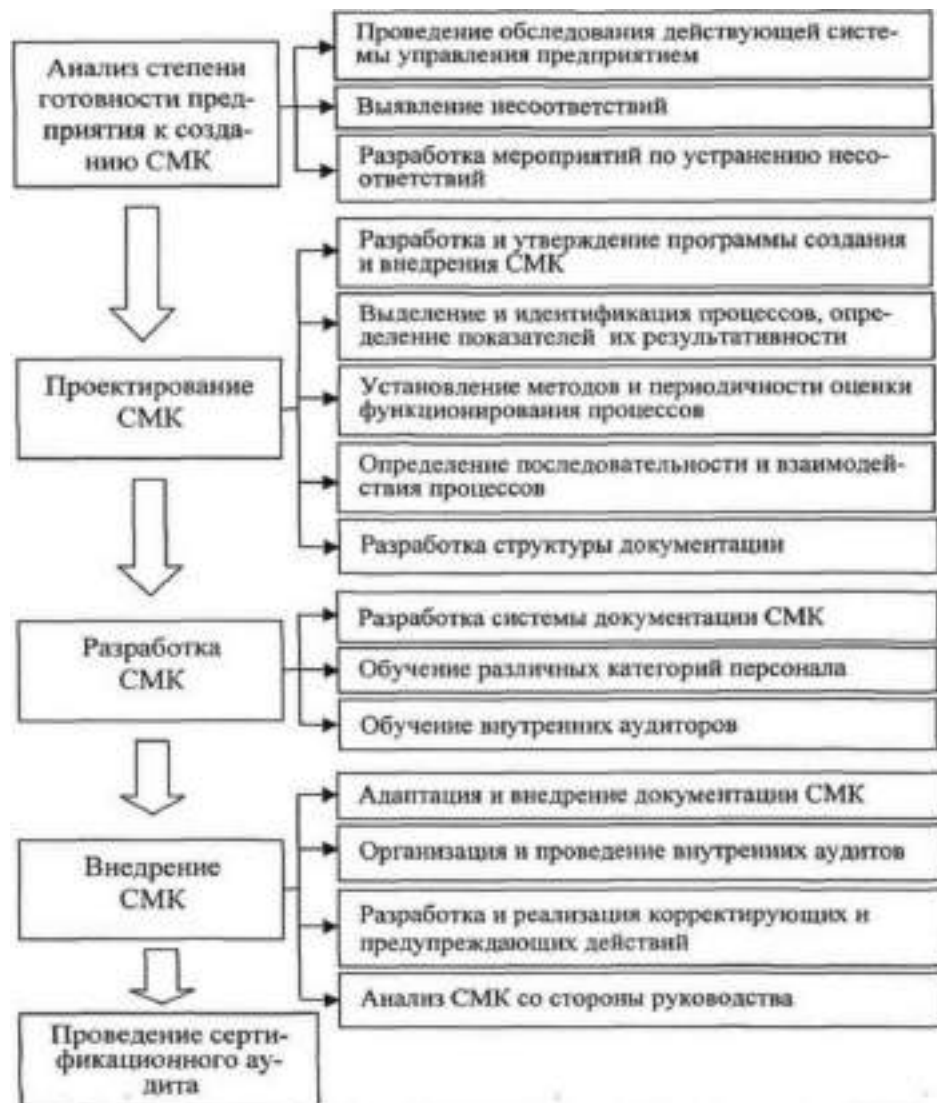 Анализ степени
готовности пред-
приятия к созда-
нию СМК
Проведение обследования действующей систе-
мы управления предприятием
Выявление несоответствий
Разработка мероприятий по устранению несо-
ответствий
Проектирование
СМК
Разработка и утверждение программы создания
и внедрения СМК
Выделение и идентификация процессов, опре-
деление показателей их результативности
Установление методов и периодичности оценки
функционирования процессов
Определение последовательности и взаимодей-
ствия процессов
Разработка структуры документации
Разработка
СМК
Разработка системы документации СМК
Обучение различных категорий персонала
Обучение внутренних аудиторов
Внедрение
СМК
Адаптация и внедрение документации СМК
Организация и проведение внутренних аудитов
Разработка и реализация корректирующих и
предупреждающих действий
Анализ СМК со стороны руководства
Проведение серти-
фикационного ау-
дита